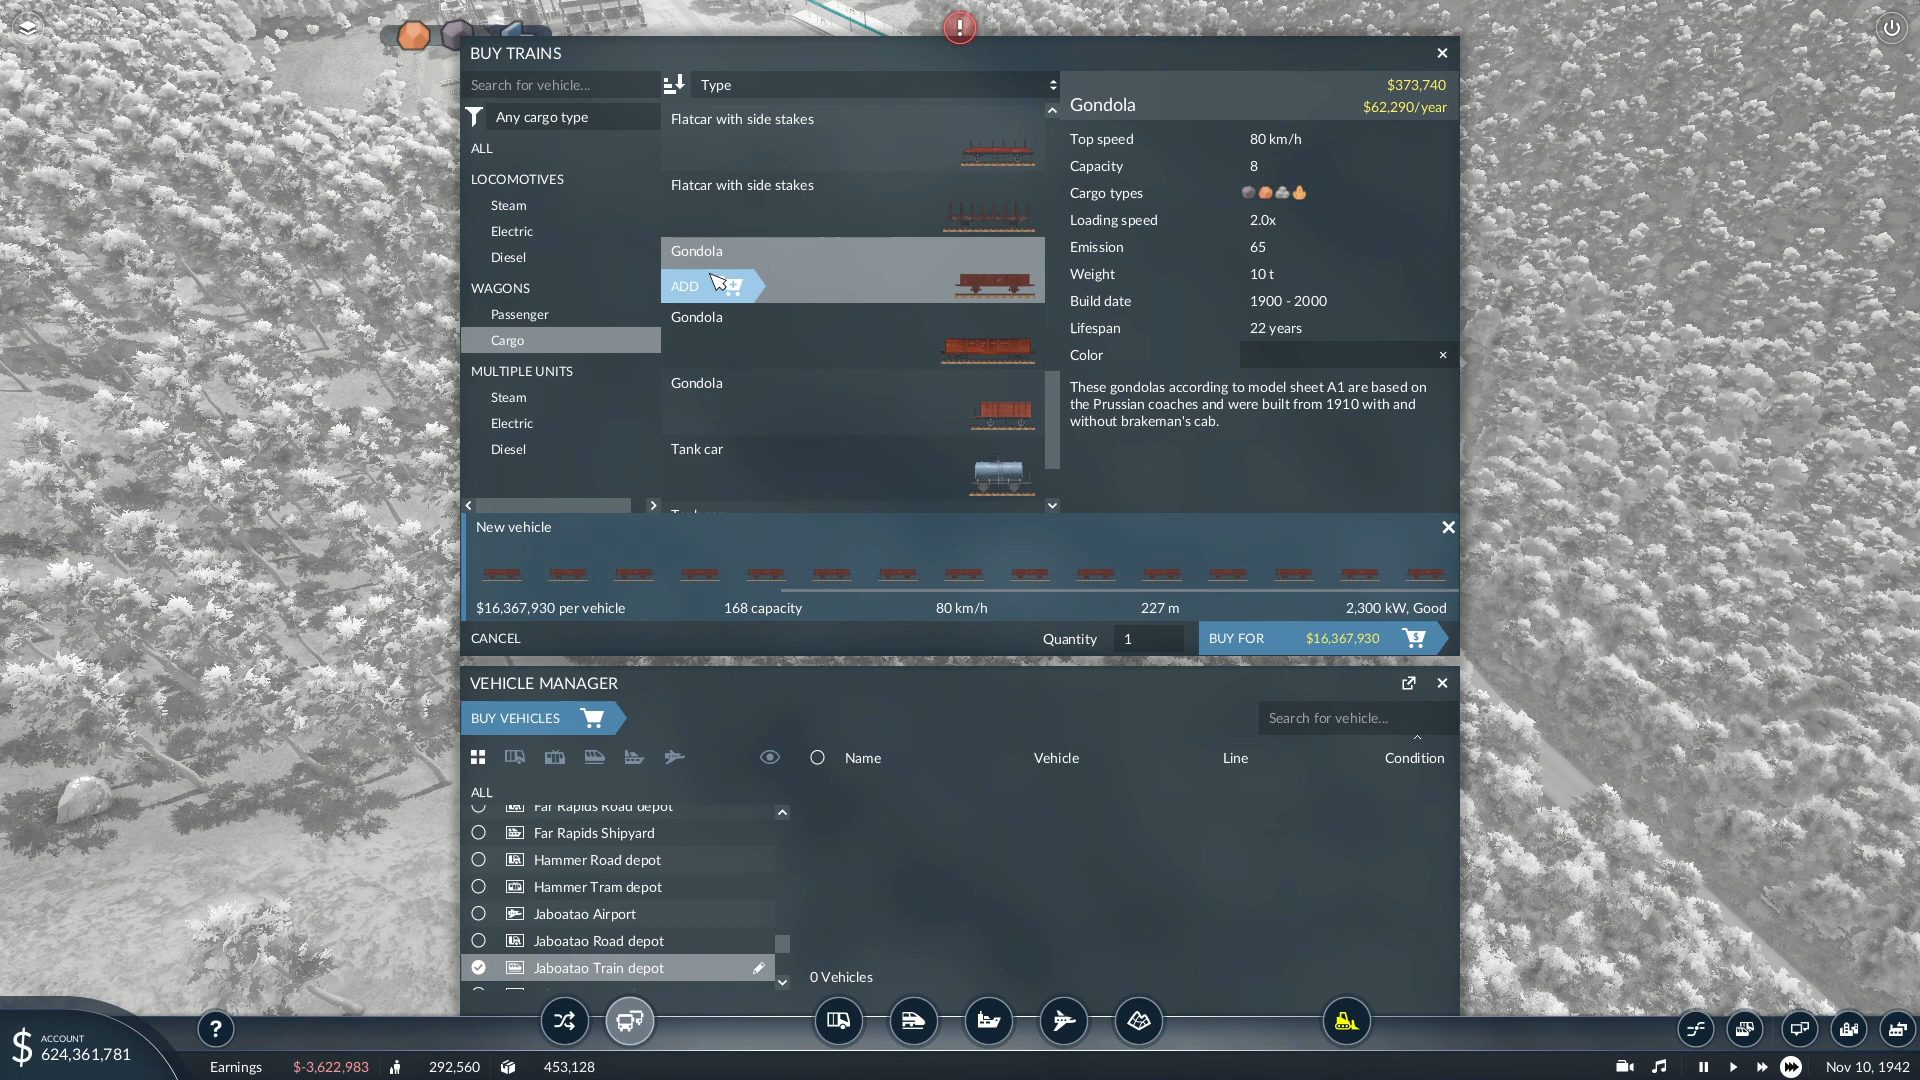 BUY TRAINS
Search for vehicle...
Type
Any cargo type
ALL
LOCOMOTIVES
Steam
Electric
Diesel
WAGONS
Passenger
Cargo
MULTIPLE UNITS
Steam
Electric
Diesel
Flatcar with side stakes
Flatcar with side stakes
Gondola
ADD
Gondola
Gondola
Tank car
Gondola
$373,740
$62,290/year
Top speed 80 km/h
Capacity 8
Cargo types
Loading speed 2.0x
Emission 65
Weight 10 t
Build date 1900 - 2000
Lifespan 22 years
Color
These gondolas according to model sheet A1 are based on
the Prussian coaches and were built from 1910 with and
without brakeman's cab.
New vehicle
$16,367,930 per vehicle 168 capacity 80 km/h 227 m 2,300 kW, Good
CANCEL Quantity 1 BUY FOR $16,367,930
VEHICLE MANAGER
BUY VEHICLES
Search for vehicle...
Name Vehicle Line Condition
ALL
Far Rapids Road depot
Far Rapids Shipyard
Hammer Road depot
Hammer Tram depot
Jaboatao Airport
Jaboatao Road depot
Jaboatao Train depot
0 Vehicles
?
$ ACCOUNT
624,361,781
Earnings $-3,622,983 292,560 453,128
Nov 10, 1942